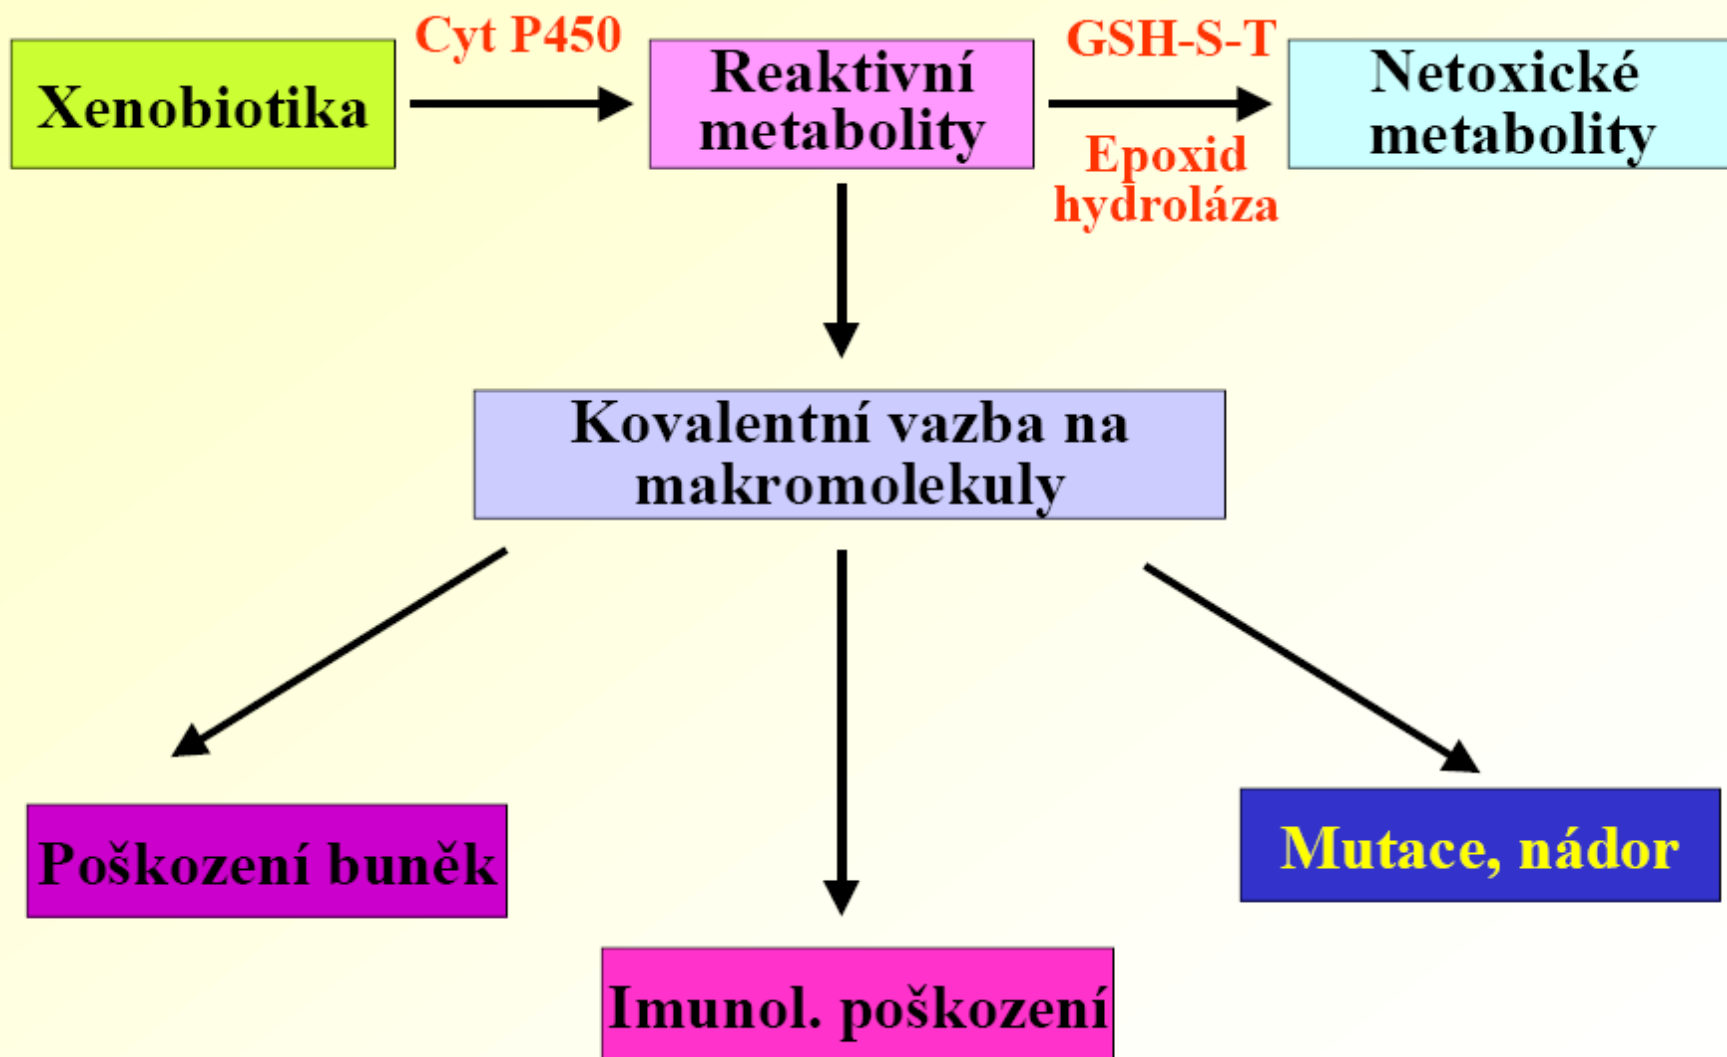 Xenobiotika
Cyt P450
Reaktivní
metabolity
GSH-S-T
Epoxid
hydroláza
Netoxické
metabolity
Kovalentní vazba na
makromolekuly
Poškození buněk
Imunol. poškození
Mutace, nádor